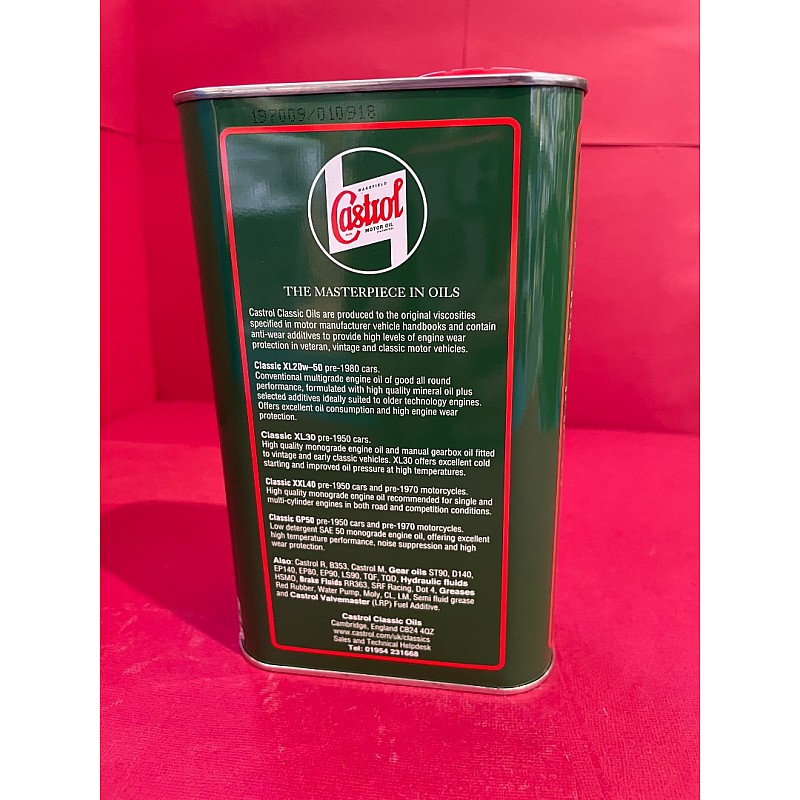 197009/010918
WAKEFIELD
Castrol
MOTOR OIL
THE MASTERPIECE IN OILS
Castrol Classic Oils are produced to the original viscosities
specified in motor manufacturer vehicle handbooks and contain
anti-wear additives to provide high levels of engine wear
protection in veteran, vintage and classic motor vehicles.
Classic XL20w–50 pre-1980 cars.
Conventional multigrade engine oil of good all round
performance, formulated with high quality mineral oil plus
selected additives ideally suited to older technology engines.
Offers excellent oil consumption and high engine wear
protection.
Classic XL30 pre-1950 cars.
High quality monograde engine oil and manual gearbox oil fitted
to vintage and early classic vehicles. XL30 offers excellent cold
starting and improved oil pressure at high temperatures.
Classic XXL40 pre-1950 cars and pre-1970 motorcycles.
High quality monograde engine oil recommended for single and
multi-cylinder engines in both road and competition conditions.
Classic GP50 pre-1950 cars and pre-1970 motorcycles.
Low detergent SAE 50 monograde engine oil, offering excellent
high temperature performance, noise suppression and high
wear protection.
Also: Castrol R, B353, Castrol M, Gear oils ST90, D140,
EP140, EP80, EP90, LS90, TQF, TQD, Hydraulic fluids
HSMO, Brake Fluids RR363, SRF Racing, Dot 4, Greases
Red Rubber, Water Pump, Moly, CL, LM, Semi fluid grease
and Castrol Valvemaster (LRP) Fuel Additive.
Castrol Classic Oils
Cambridge, England CB24 4QZ
www.castrol.com/uk/classics
Sales and Technical Helpdesk
Tel: 01954 231668